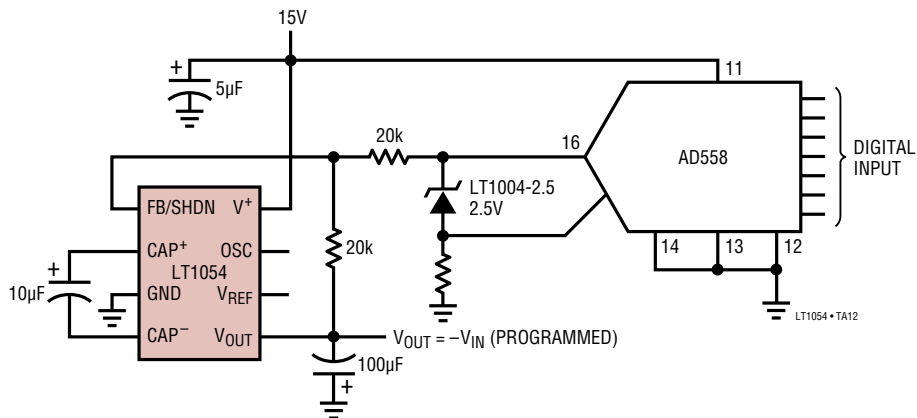 15V
+
5µF
11
20k
16
AD558
DIGITAL
INPUT
LT1004-2.5
2.5V
FB/SHDN V+
CAP+ OSC
LT1054
GND VREF
CAP− VOUT
+
10µF
20k
14
13
12
LT1054 • TA12
VOUT = –VIN (PROGRAMMED)
100µF
+